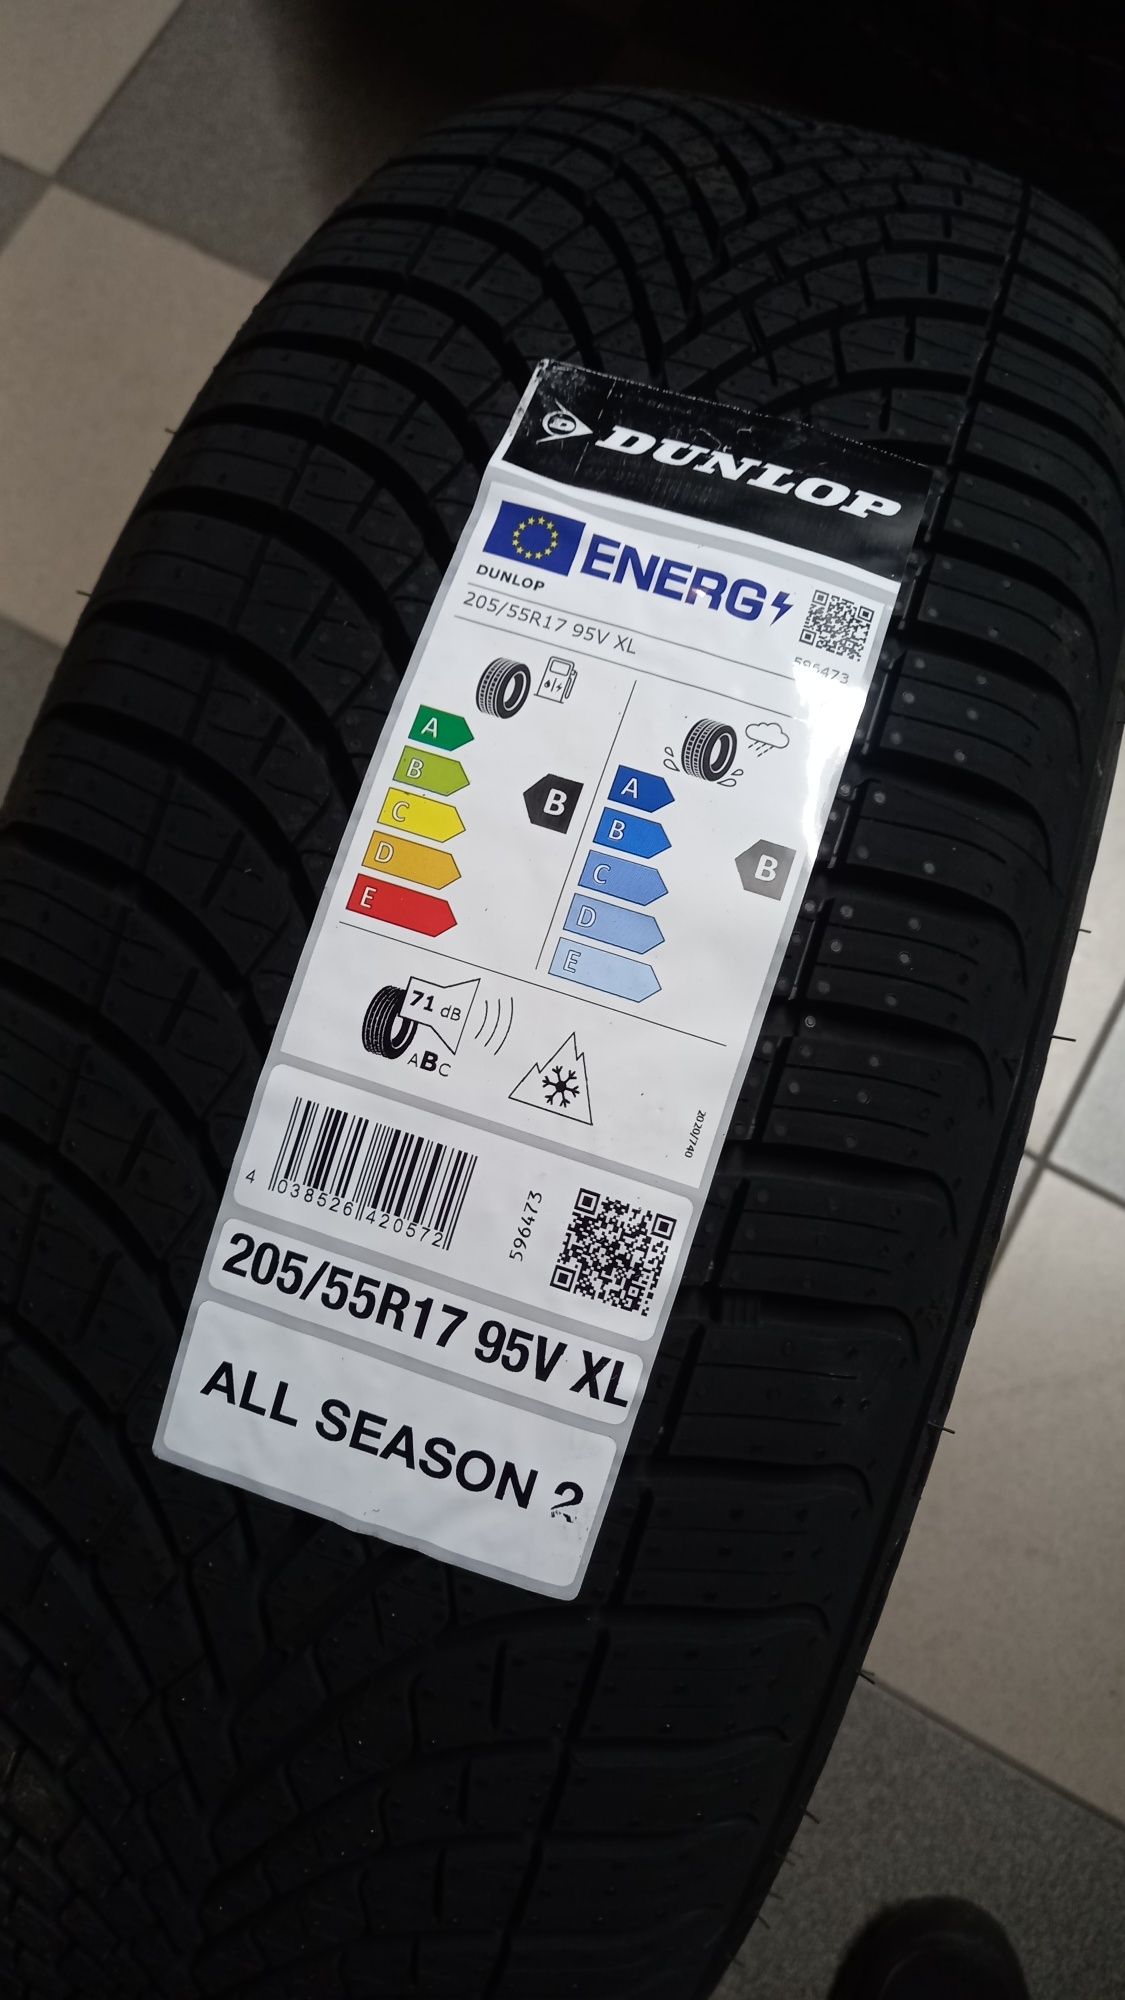 DUNLOP
ENERG
DUNLOP
205/55R17 95V XL
596473
A
B
C
D
E
B
A
B
C
D
E
B
71 dB
ABC
2020/740
4 038526 420572
596473
205/55R17 95V XL
ALL SEASON 2